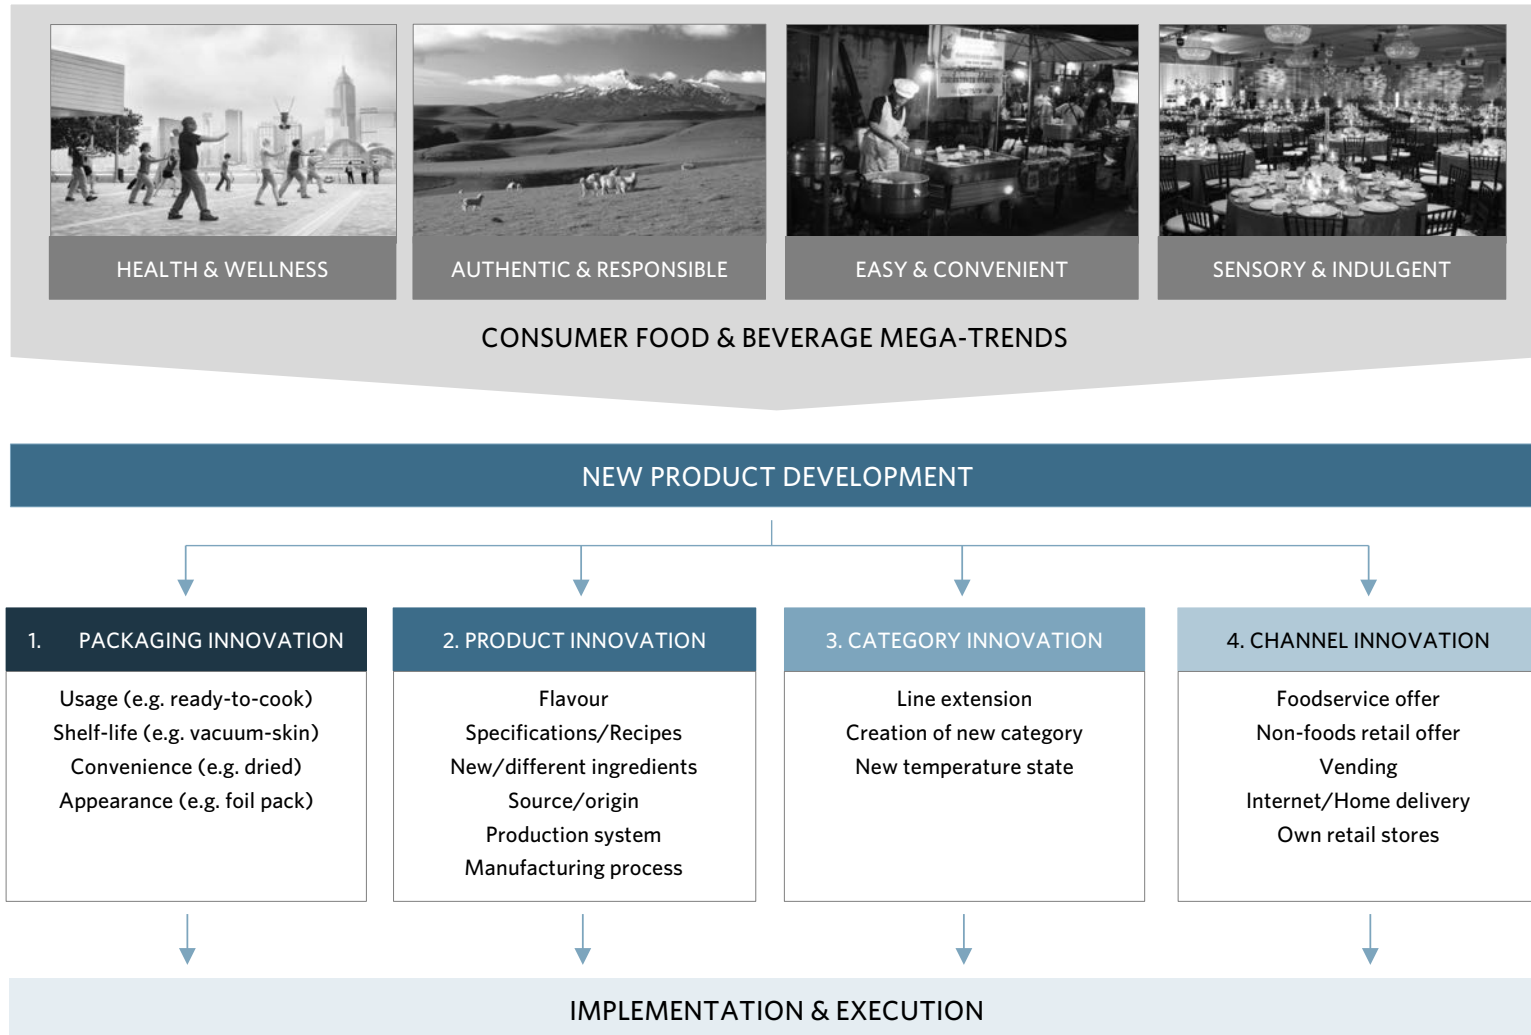 HEALTH & WELLNESS
AUTHENTIC & RESPONSIBLE
EASY & CONVENIENT
SENSORY & INDULGENT
CONSUMER FOOD & BEVERAGE MEGA-TRENDS
NEW PRODUCT DEVELOPMENT
1. PACKAGING INNOVATION
Usage (e.g. ready-to-cook)
Shelf-life (e.g. vacuum-skin)
Convenience (e.g. dried)
Appearance (e.g. foil pack)
2. PRODUCT INNOVATION
Flavour
Specifications/Recipes
New/different ingredients
Source/origin
Production system
Manufacturing process
3. CATEGORY INNOVATION
Line extension
Creation of new category
New temperature state
4. CHANNEL INNOVATION
Foodservice offer
Non-foods retail offer
Vending
Internet/Home delivery
Own retail stores
IMPLEMENTATION & EXECUTION